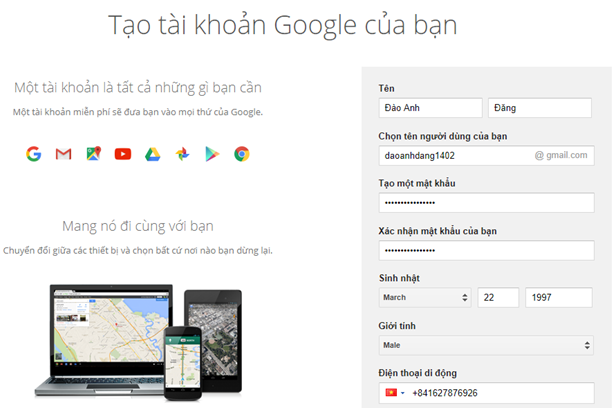 Tạo tài khoản Google của bạn
Một tài khoản là tất cả những gì bạn cần
Một tài khoản miễn phí sẽ đưa bạn vào mọi thứ của Google.
Mang nó đi cùng với bạn
Chuyển đổi giữa các thiết bị và chọn bất cứ nơi nào bạn dừng lại.
Tên
Đào Anh Đăng
Chọn tên người dùng của bạn
daoanhdang1402 @ gmail.com
Tạo một mật khẩu
••••••••••••••••
Xác nhận mật khẩu của bạn
••••••••••••••••
Sinh nhật
March 22 1997
Giới tính
Male
Điện thoại di động
+841627876926